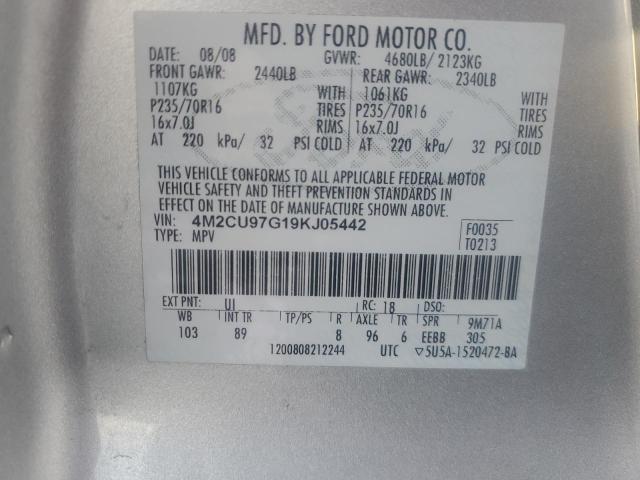 MFD. BY FORD MOTOR CO.
DATE: 08/08 GVWR: 4680LB/ 2123KG
FRONT GAWR: 2440LB REAR GAWR: 2340LB
1107KG WITH 1061KG WITH
P235/70R16 TIRES P235/70R16 TIRES
16x7.0J RIMS 16x7.0J RIMS
AT 220 kPa/ 32 PSI COLD AT 220 kPa/ 32 PSI COLD
THIS VEHICLE CONFORMS TO ALL APPLICABLE FEDERAL MOTOR
VEHICLE SAFETY AND THEFT PREVENTION STANDARDS IN
EFFECT ON THE DATE OF MANUFACTURE SHOWN ABOVE.
VIN: 4M2CU97G19KJ05442 F0035
TYPE: MPV T0213
EXT PNT: UI RC: 18 DSO:
WB INT TR TP/PS R AXLE TR SPR 9M71A
103 89 8 96 6 EEBB 305
1200808212244 UTC ▽5U5A-1520472-BA